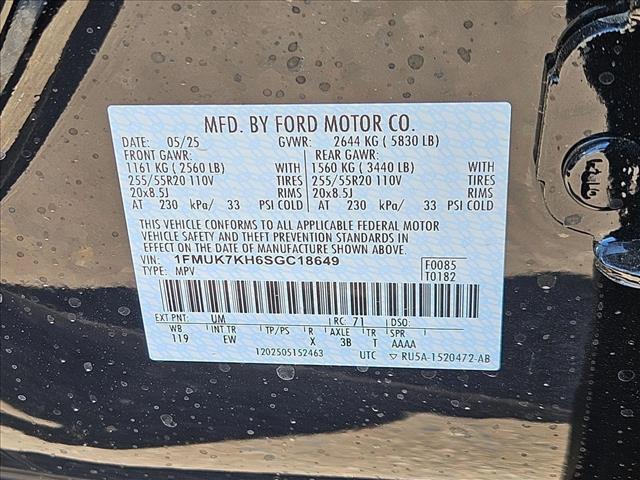 MFD. BY FORD MOTOR CO.
DATE: 05/25 GVWR: 2644 KG ( 5830 LB)
FRONT GAWR: REAR GAWR:
1161 KG ( 2560 LB) WITH 1560 KG ( 3440 LB) WITH
255/55R20 110V TIRES 255/55R20 110V TIRES
20x8.5J RIMS 20x8.5J RIMS
AT 230 kPa/ 33 PSI COLD AT 230 kPa/ 33 PSI COLD
THIS VEHICLE CONFORMS TO ALL APPLICABLE FEDERAL MOTOR
VEHICLE SAFETY AND THEFT PREVENTION STANDARDS IN
EFFECT ON THE DATE OF MANUFACTURE SHOWN ABOVE.
VIN: 1FMUK7KH6SGC18649 F0085
TYPE: MPV T0182
EXT PNT: UM RC: 71 DSO:
WB INT TR TP/PS R AXLE TR SPR
119 EW X 3B T AAAA
1202505152463 UTC ▽ RU5A-1520472-AB